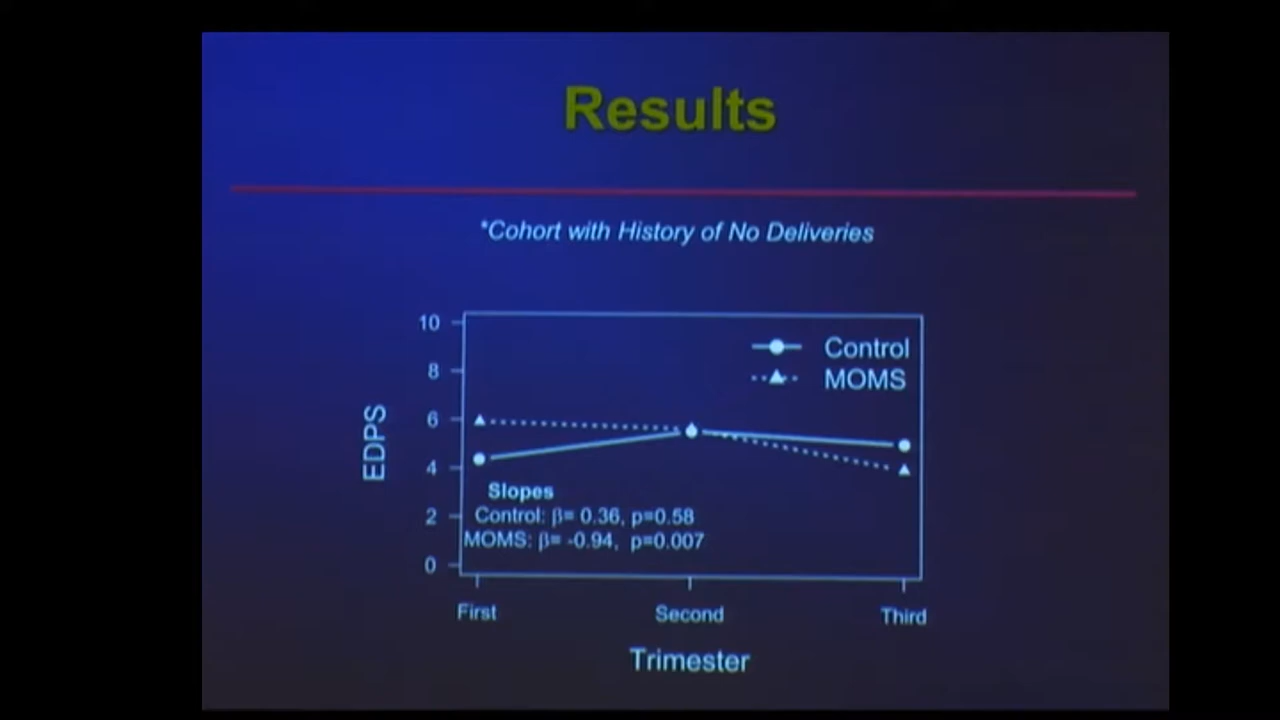 Results
*Cohort with History of No Deliveries
10
8
6
4
2
0
EDPS
Control
MOMS
Slopes
Control: β= 0.36, p=0.58
MOMS: β= -0.94, p=0.007
First Second Third
Trimester